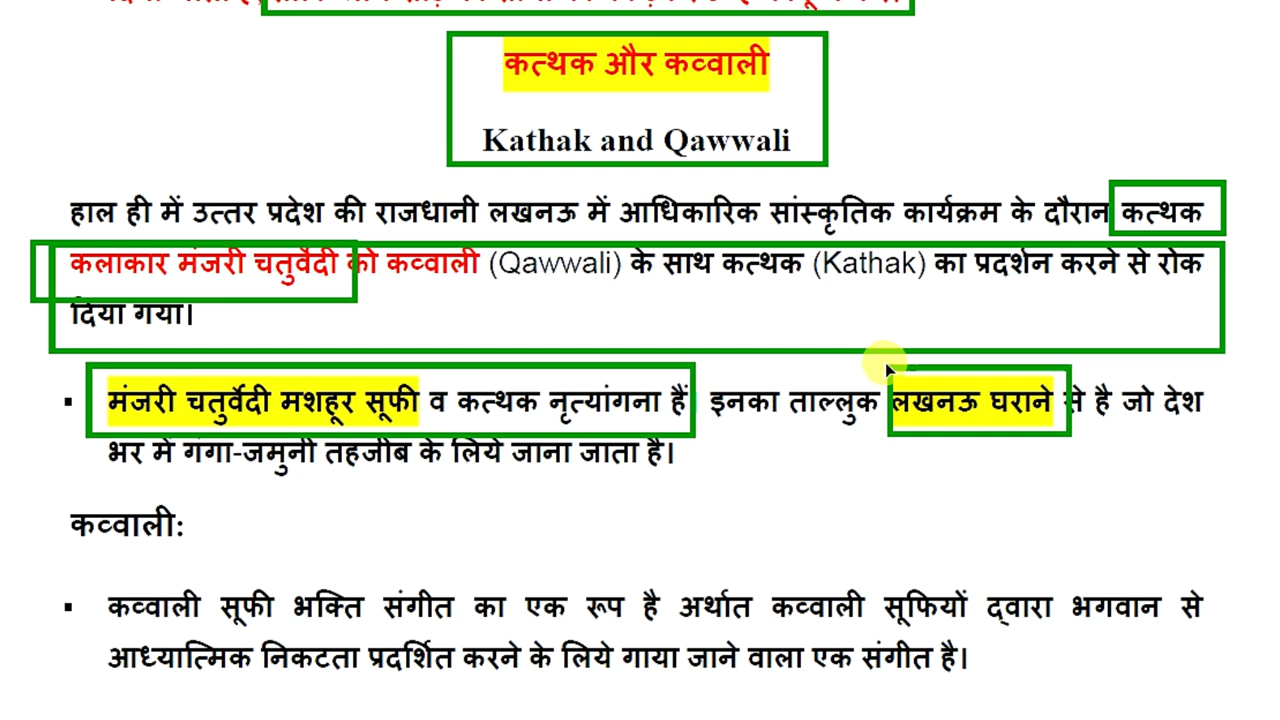 कत्थक और कव्वाली
Kathak and Qawwali
हाल ही में उत्तर प्रदेश की राजधानी लखनऊ में आधिकारिक सांस्कृतिक कार्यक्रम के दौरान कत्थक
कलाकार मंजरी चतुर्वेदी को कव्वाली (Qawwali) के साथ कत्थक (Kathak) का प्रदर्शन करने से रोक
दिया गया।
▪ मंजरी चतुर्वेदी मशहूर सूफी व कत्थक नृत्यांगना हैं इनका ताल्लुक लखनऊ घराने से है जो देश
भर में गंगा-जमुनी तहजीब के लिये जाना जाता है।
कव्वाली:
▪ कव्वाली सूफी भक्ति संगीत का एक रूप है अर्थात कव्वाली सूफियों द्वारा भगवान से
आध्यात्मिक निकटता प्रदर्शित करने के लिये गाया जाने वाला एक संगीत है।